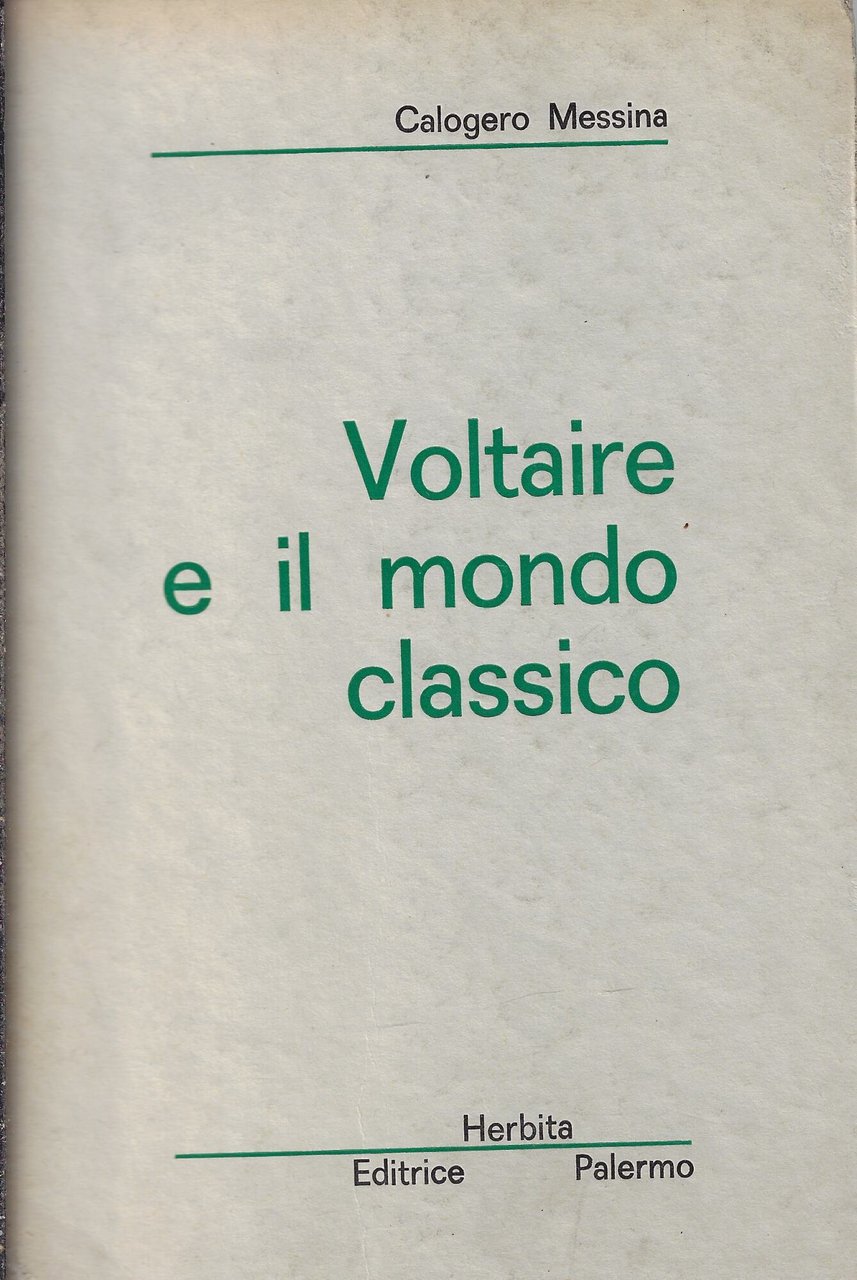 Calogero Messina
Voltaire
e il mondo
classico
Herbita
Editrice Palermo